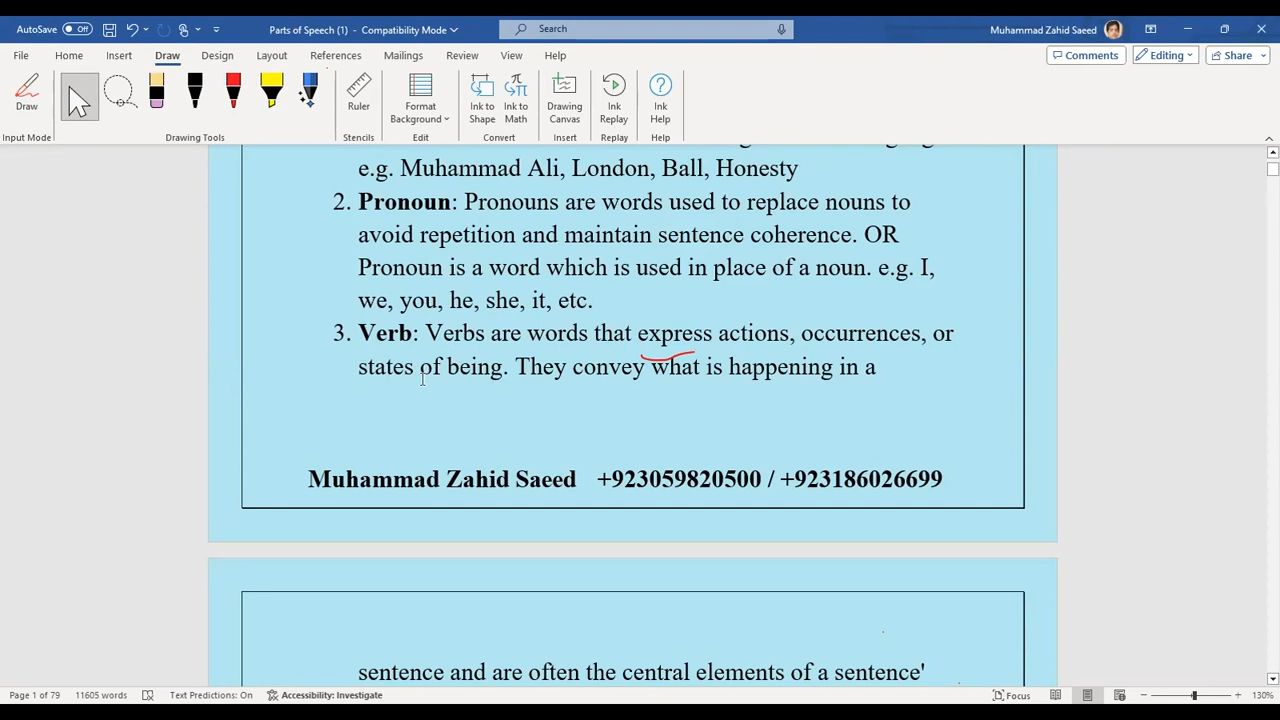 AutoSave Off
Parts of Speech (1) - Compatibility Mode
Search
Muhammad Zahid Saeed
File Home Insert Draw Design Layout References Mailings Review View Help
Comments Editing Share
Draw
Ruler
Format Background
Ink to Shape
Ink to Math
Drawing Canvas
Ink Replay
Ink Help
Input Mode Drawing Tools Stencils Edit Convert Insert Replay Help
e.g. Muhammad Ali, London, Ball, Honesty
2. Pronoun: Pronouns are words used to replace nouns to
avoid repetition and maintain sentence coherence. OR
Pronoun is a word which is used in place of a noun. e.g. I,
we, you, he, she, it, etc.
3. Verb: Verbs are words that express actions, occurrences, or
states of being. They convey what is happening in a
Muhammad Zahid Saeed +923059820500 / +923186026699
sentence and are often the central elements of a sentence'
Page 1 of 79 11605 words Text Predictions: On Accessibility: Investigate Focus 130%